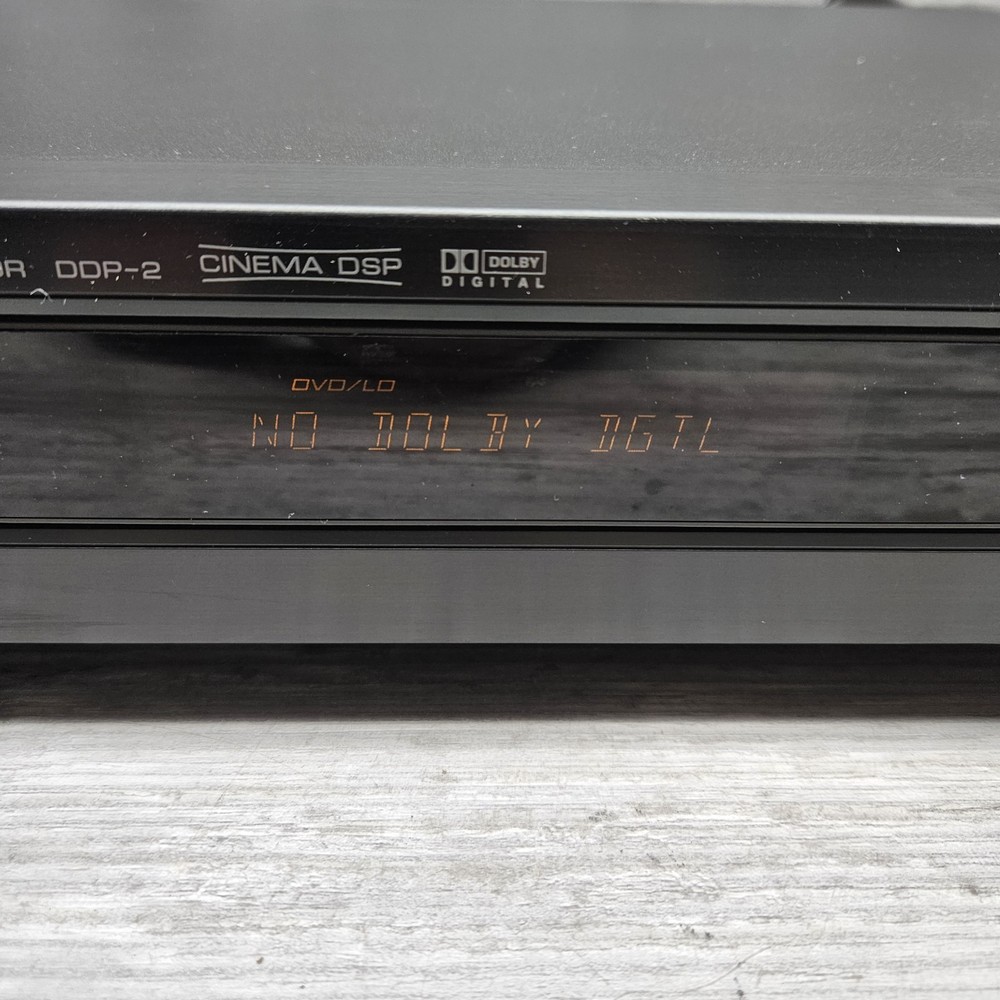 DDP-2 CINEMA DSP DOLBY
DIGITAL
DVD/LD
NO DOLBY DGTL